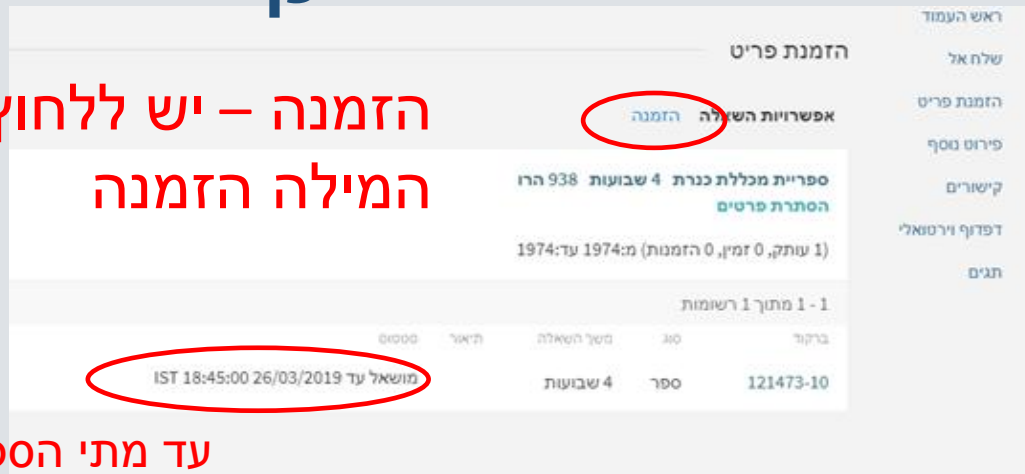 ראש העמוד
שלח אל
הזמנת פריט
פירוט נוסף
קישורים
דפדוף וירטואלי
תגים
הזמנת פריט
אפשרויות השאלה הזמנה
הזמנה – יש ללחוץ
המילה הזמנה
ספריית מכללת כנרת 4 שבועות 938 הרו
הסתרת פרטים
(1 עותק, 0 זמין, 0 הזמנות) מ:1974 עד:1974
1 - 1 מתוך 1 רשומות
ברקוד סוג משך השאלה תיאור סטטוס
121473-10 ספר 4 שבועות מושאל עד 26/03/2019 18:45:00 IST
עד מתי